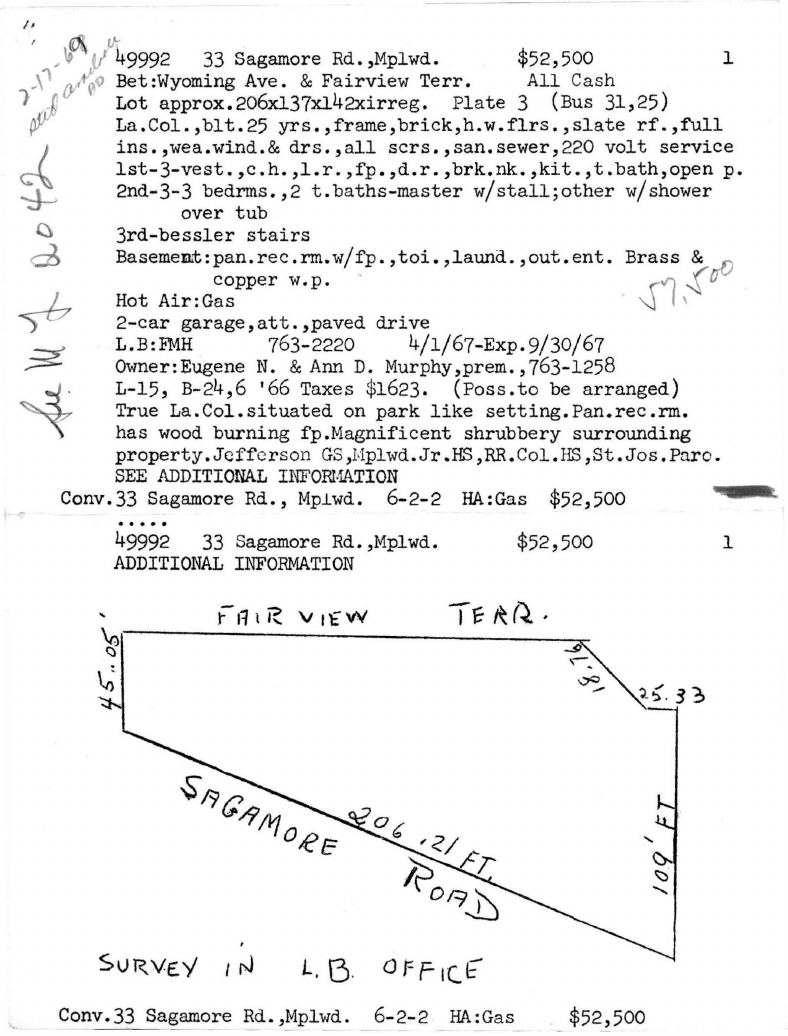 2-17-69
49992 33 Sagamore Rd.,Mplwd. $52,500 1
Bet:Wyoming Ave. & Fairview Terr. All Cash
Lot approx.206x137x142xirreg. Plate 3 (Bus 31,25)
La.Col.,blt.25 yrs.,frame,brick,h.w.flrs.,slate rf.,full
ins.,wea.wind.& drs.,all scrs.,san.sewer,220 volt service
1st-3-vest.,c.h.,l.r.,fp.,d.r.,brk.nk.,kit.,t.bath,open p.
2nd-3-3 bedrms.,2 t.baths-master w/stall;other w/shower
over tub
3rd-bessler stairs
Basement:pan.rec.rm.w/fp.,toi.,laund.,out.ent. Brass &
copper w.p.
57,500
Hot Air:Gas
2-car garage,att.,paved drive
L.B:FMH 763-2220 4/1/67-Exp.9/30/67
Owner:Eugene N. & Ann D. Murphy,prem.,763-1258
L-15, B-24,6 '66 Taxes $1623. (Poss.to be arranged)
True La.Col.situated on park like setting.Pan.rec.rm.
has wood burning fp.Magnificent shrubbery surrounding
property.Jefferson GS,Mplwd.Jr.HS,RR.Col.HS,St.Jos.Paro.
SEE ADDITIONAL INFORMATION
Conv.33 Sagamore Rd., Mplwd. 6-2-2 HA:Gas $52,500
.....
2042
49992 33 Sagamore Rd.,Mplwd. $52,500 1
ADDITIONAL INFORMATION
FAIRVIEW TERR.
45.05'
18.76
25.33
SAGAMORE ROAD
206.21 FT.
109' FT
SURVEY IN L.B. OFFICE
Conv.33 Sagamore Rd.,Mplwd. 6-2-2 HA:Gas $52,500